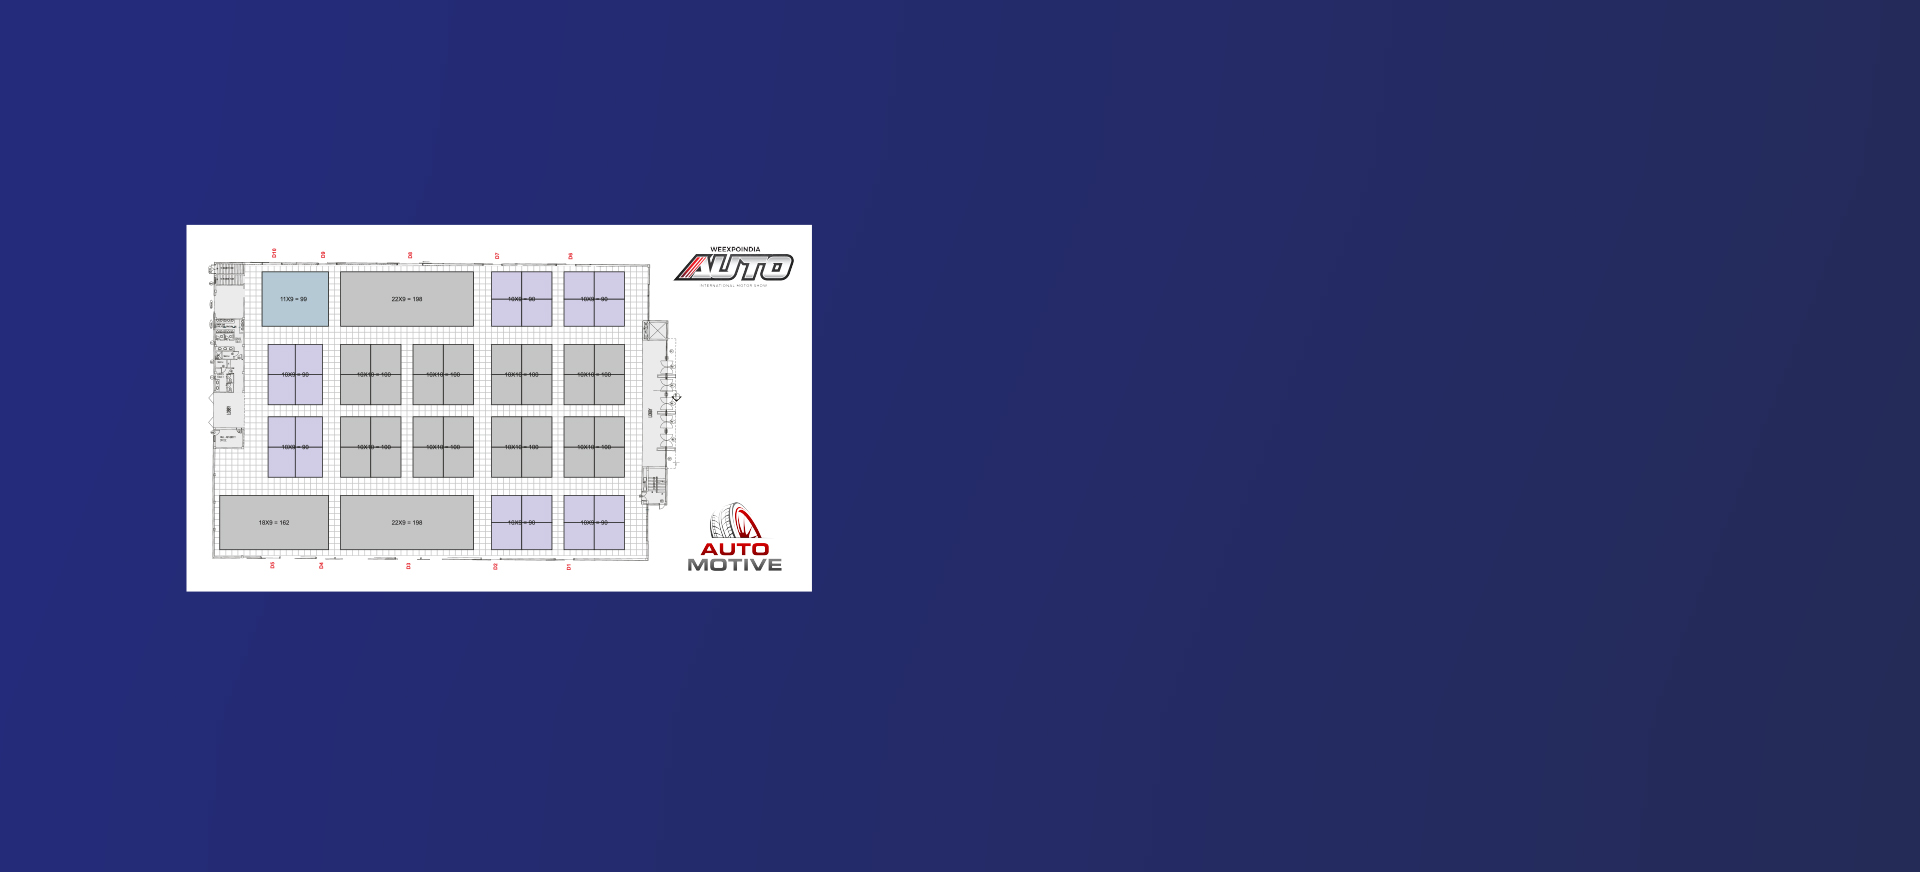 D10 D9 D8 D7 D6
WEEXPOINDIA
AUTO
INTERNATIONAL MOTOR SHOW
11X9 = 99
22X9 = 198
10X9 = 90
10X9 = 90
10X9 = 90
10X10 = 100
10X10 = 100
10X10 = 100
10X10 = 100
LOBBY
LOBBY
10X9 = 90
10X10 = 100
10X10 = 100
10X10 = 100
10X10 = 100
18X9 = 162
22X9 = 198
10X9 = 90
10X9 = 90
D5 D4 D3 D2 D1
AUTO
MOTIVE